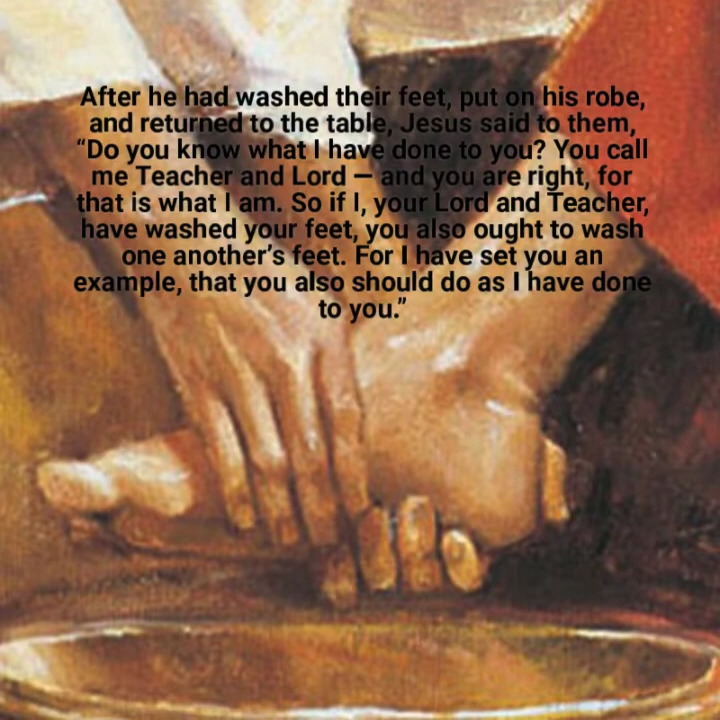 After he had washed their feet, put on his robe,
and returned to the table, Jesus said to them,
“Do you know what I have done to you? You call
me Teacher and Lord — and you are right, for
that is what I am. So if I, your Lord and Teacher,
have washed your feet, you also ought to wash
one another’s feet. For I have set you an
example, that you also should do as I have done
to you.”